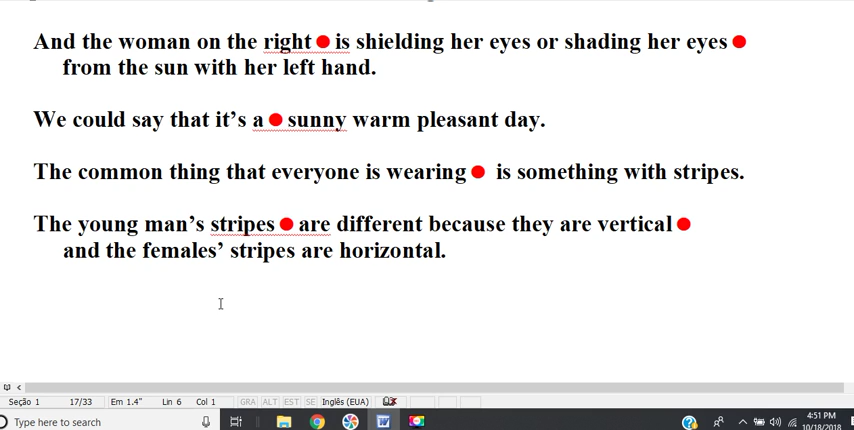 And the woman on the right ● is shielding her eyes or shading her eyes ●
from the sun with her left hand.
We could say that it’s a ● sunny warm pleasant day.
The common thing that everyone is wearing ● is something with stripes.
The young man’s stripes ● are different because they are vertical ●
and the females’ stripes are horizontal.
Seção 1 17/33 Em 1.4" Lin 6 Col 1 GRA ALT EST SE Inglês (EUA)
Type here to search
4:51 PM
10/18/2018